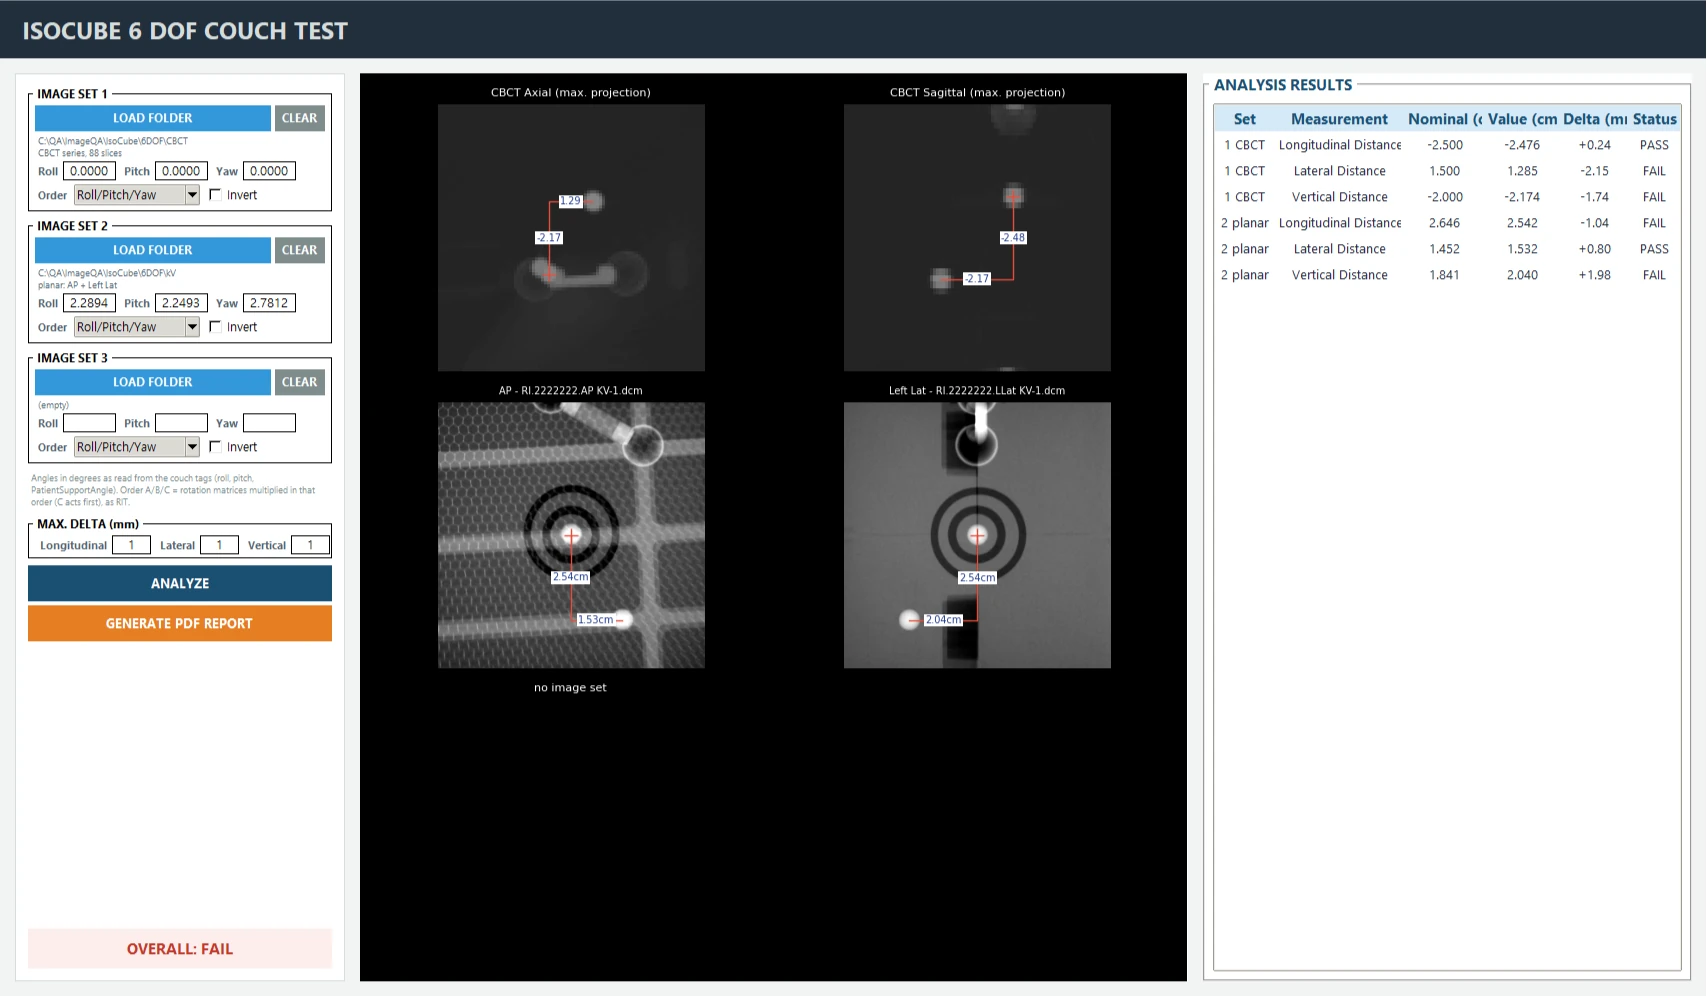 ISOCUBE 6 DOF COUCH TEST
IMAGE SET 1
LOAD FOLDER CLEAR
C:\QA\ImageQA\IsoCube\6DOF\CBCT
CBCT series, 88 slices
Roll 0.0000 Pitch 0.0000 Yaw 0.0000
Order Roll/Pitch/Yaw Invert
IMAGE SET 2
LOAD FOLDER CLEAR
C:\QA\ImageQA\IsoCube\6DOF\kV
planar: AP + Left Lat
Roll 2.2894 Pitch 2.2493 Yaw 2.7812
Order Roll/Pitch/Yaw Invert
IMAGE SET 3
LOAD FOLDER CLEAR
(empty)
Roll Pitch Yaw
Order Roll/Pitch/Yaw Invert
Angles in degrees as read from the couch tags (roll, pitch,
PatientSupportAngle). Order A/B/C = rotation matrices multiplied in that
order (C acts first), as RIT.
MAX. DELTA (mm)
Longitudinal 1 Lateral 1 Vertical 1
ANALYZE
GENERATE PDF REPORT
OVERALL: FAIL
CBCT Axial (max. projection)
1.29
-2.17
CBCT Sagittal (max. projection)
-2.48
-2.17
AP - RI.2222222.AP KV-1.dcm
2.54cm
1.53cm
Left Lat - RI.2222222.LLat KV-1.dcm
2.54cm
2.04cm
no image set
ANALYSIS RESULTS
Set Measurement Nominal (c Value (cm Delta (m Status
1 CBCT Longitudinal Distance -2.500 -2.476 +0.24 PASS
1 CBCT Lateral Distance 1.500 1.285 -2.15 FAIL
1 CBCT Vertical Distance -2.000 -2.174 -1.74 FAIL
2 planar Longitudinal Distance 2.646 2.542 -1.04 FAIL
2 planar Lateral Distance 1.452 1.532 +0.80 PASS
2 planar Vertical Distance 1.841 2.040 +1.98 FAIL